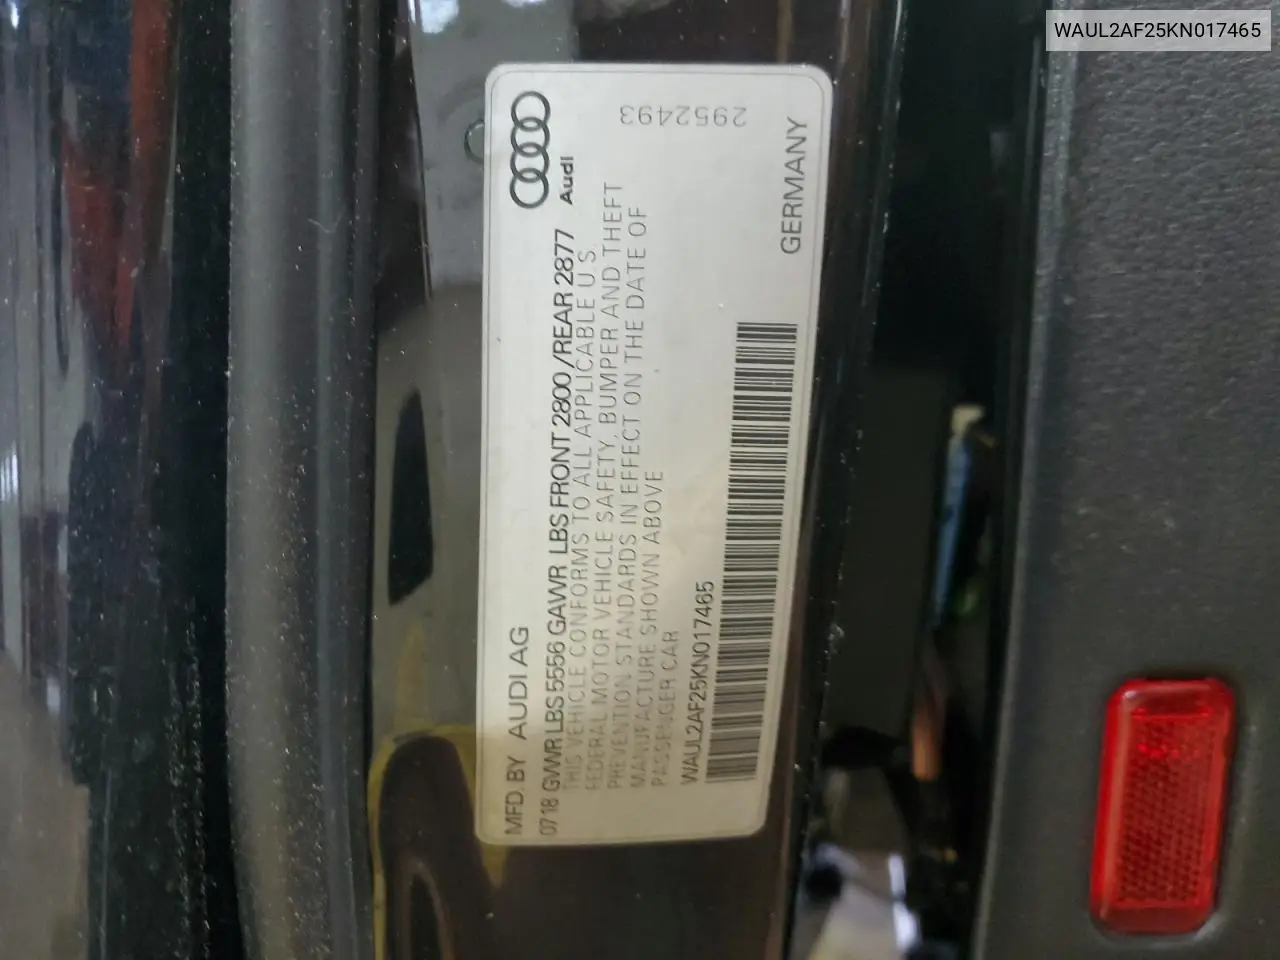 WAUL2AF25KN017465
Audi
2952493
MFD. BY AUDI AG
07 18 GVWR LBS 5556 GAWR LBS FRONT 2800 /REAR 2877
THIS VEHICLE CONFORMS TO ALL APPLICABLE U S
FEDERAL MOTOR VEHICLE SAFETY, BUMPER AND THEFT
PREVENTION STANDARDS IN EFFECT ON THE DATE OF
MANUFACTURE SHOWN ABOVE
PASSENGER CAR
WAUL2AF25KN017465
GERMANY